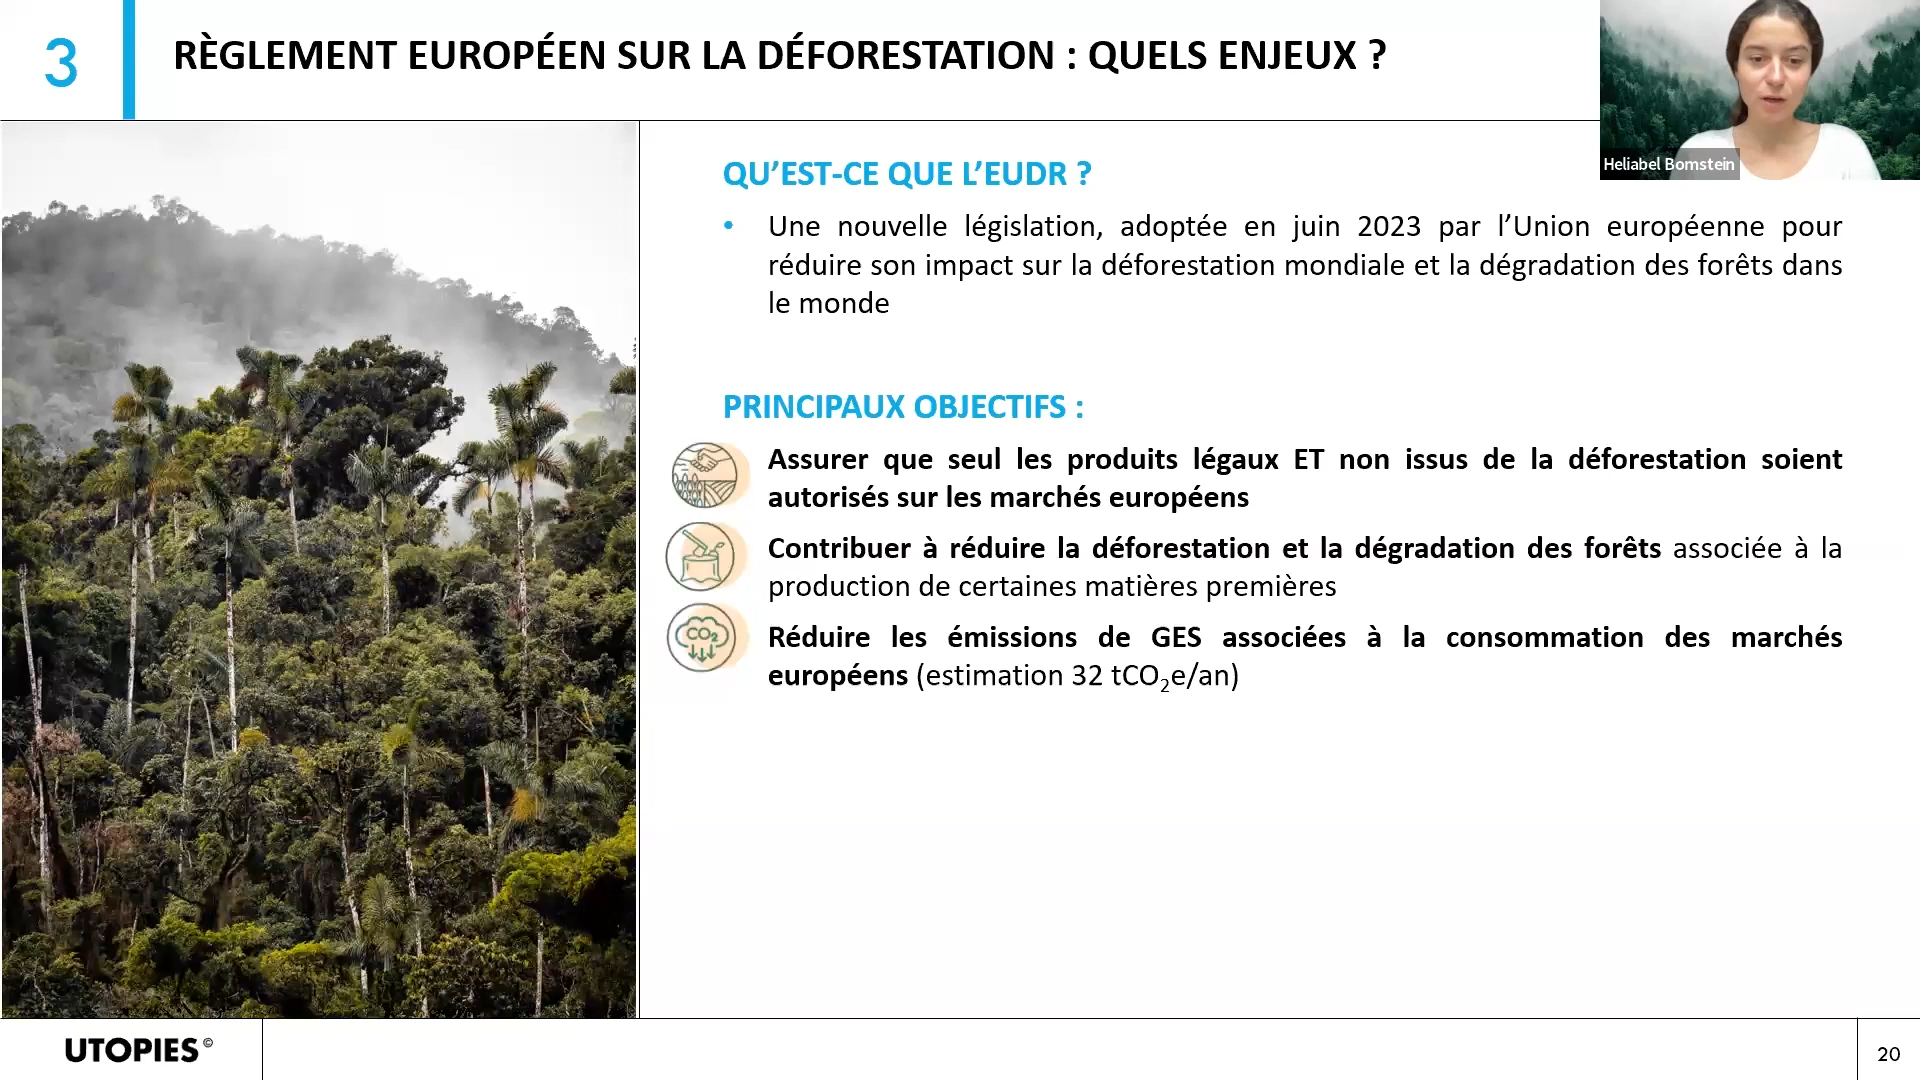 3
RÈGLEMENT EUROPÉEN SUR LA DÉFORESTATION : QUELS ENJEUX ?
Heliabel Bomstein
QU’EST-CE QUE L’EUDR ?
• Une nouvelle législation, adoptée en juin 2023 par l’Union européenne pour
réduire son impact sur la déforestation mondiale et la dégradation des forêts dans
le monde
PRINCIPAUX OBJECTIFS :
Assurer que seul les produits légaux ET non issus de la déforestation soient
autorisés sur les marchés européens
Contribuer à réduire la déforestation et la dégradation des forêts associée à la
production de certaines matières premières
CO₂
Réduire les émissions de GES associées à la consommation des marchés
européens (estimation 32 tCO₂e/an)
UTOPIES©
20